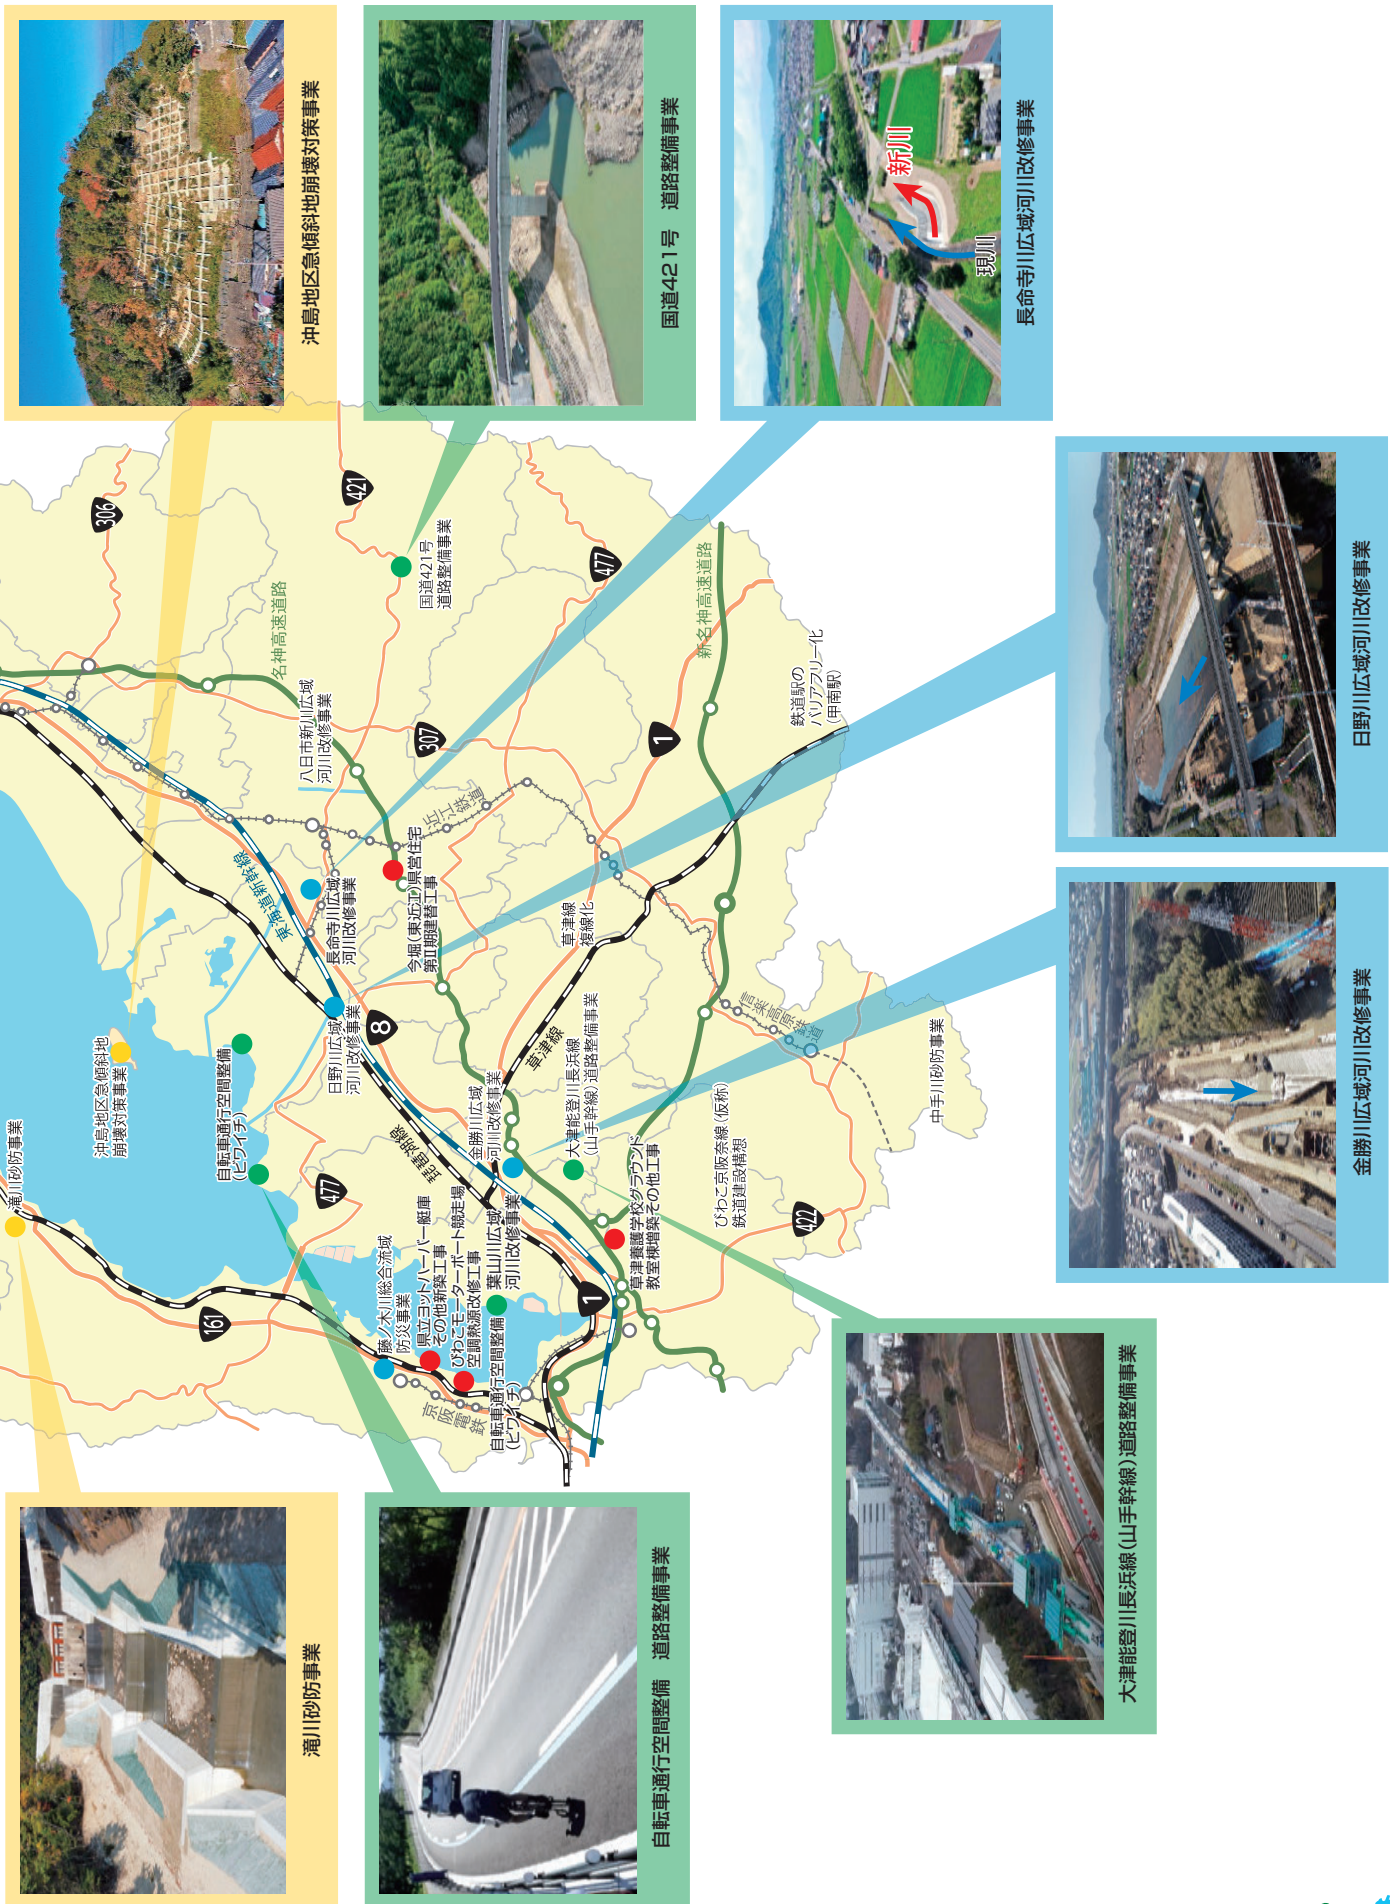 滝川砂防事業
自転車通行空間整備　道路整備事業
大津能登川長浜線(山手幹線)道路整備事業
沖島地区急傾斜地崩壊対策事業
国道421号　道路整備事業
長命寺川広域河川改修事業
新川
現川
日野川広域河川改修事業
金勝川広域河川改修事業
滝川砂防事業
沖島地区急傾斜地
崩壊対策事業
自転車通行空間整備
(ビワイチ)
306
421
477
477
307
161
8
1
1
422
名神高速道路
新名神高速道路
国道421号
道路整備事業
八日市新川広域
河川改修事業
東海道新幹線
近江鉄道
長命寺川広域
河川改修事業
今堀(東近江)県営住宅
第Ⅱ期建替工事
日野川広域
河川改修事業
琵琶湖線
草津線
草津線
複線化
鉄道駅の
バリアフリー化
(甲南駅)
金勝川広域
河川改修事業
大津能登川長浜線
(山手幹線)道路整備事業
信楽高原鉄道
中手川砂防事業
藤ノ木川総合流域
防災事業
県立ヨットハーバー艇庫
その他新築工事
びわこモーターボート競走場
空調熱源改修工事
葉山川広域
河川改修事業
自転車通行空間整備
(ビワイチ)
京阪電鉄
草津養護学校グラウンド
教室棟増築その他工事
びわこ京阪奈線(仮称)
鉄道建設構想